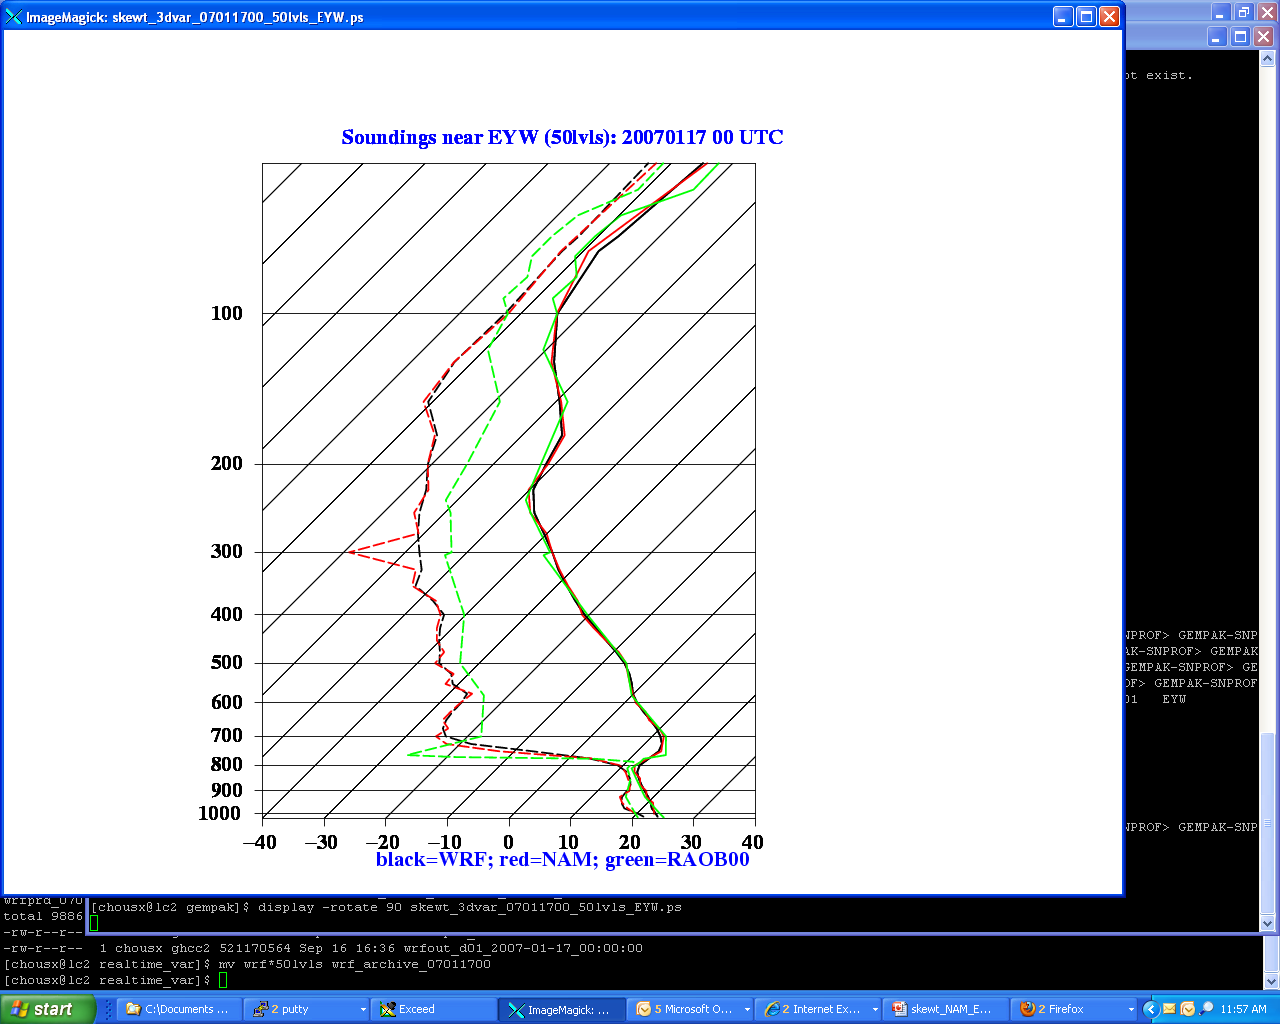 ImageMagick: skewt_3dvar_07011700_50lvls_EYW.ps
ot exist.
Soundings near EYW (50lvls): 20070117 00 UTC
100
200
300
400
500
600
700
800
900
1000
−40 −30 −20 −10 0 10 20 30 40
black=WRF; red=NAM; green=RAOB00
NPROF> GEMPAK-SNP
AK-SNPROF> GEMPAK
GEMPAK-SNPROF> GE
OF> GEMPAK-SNPROF
01 EYW
NPROF> GEMPAK-SNP
wrfprd_070
[chousx@lc2 gempak]$ display -rotate 90 skewt_3dvar_07011700_50lvls_EYW.ps
total 9886
-rw-r--r--
-rw-r--r-- 1 chousx ghcc2 521170564 Sep 16 16:36 wrfout_d01_2007-01-17_00:00:00
[chousx@lc2 realtime_var]$ mv wrf*50lvls wrf_archive_07011700
[chousx@lc2 realtime_var]$
start C:\Documents ... 2 putty Exceed ImageMagick: ... 5 Microsoft O... 2 Internet Ex... skewt_NAM_E... 2 Firefox 11:57 AM